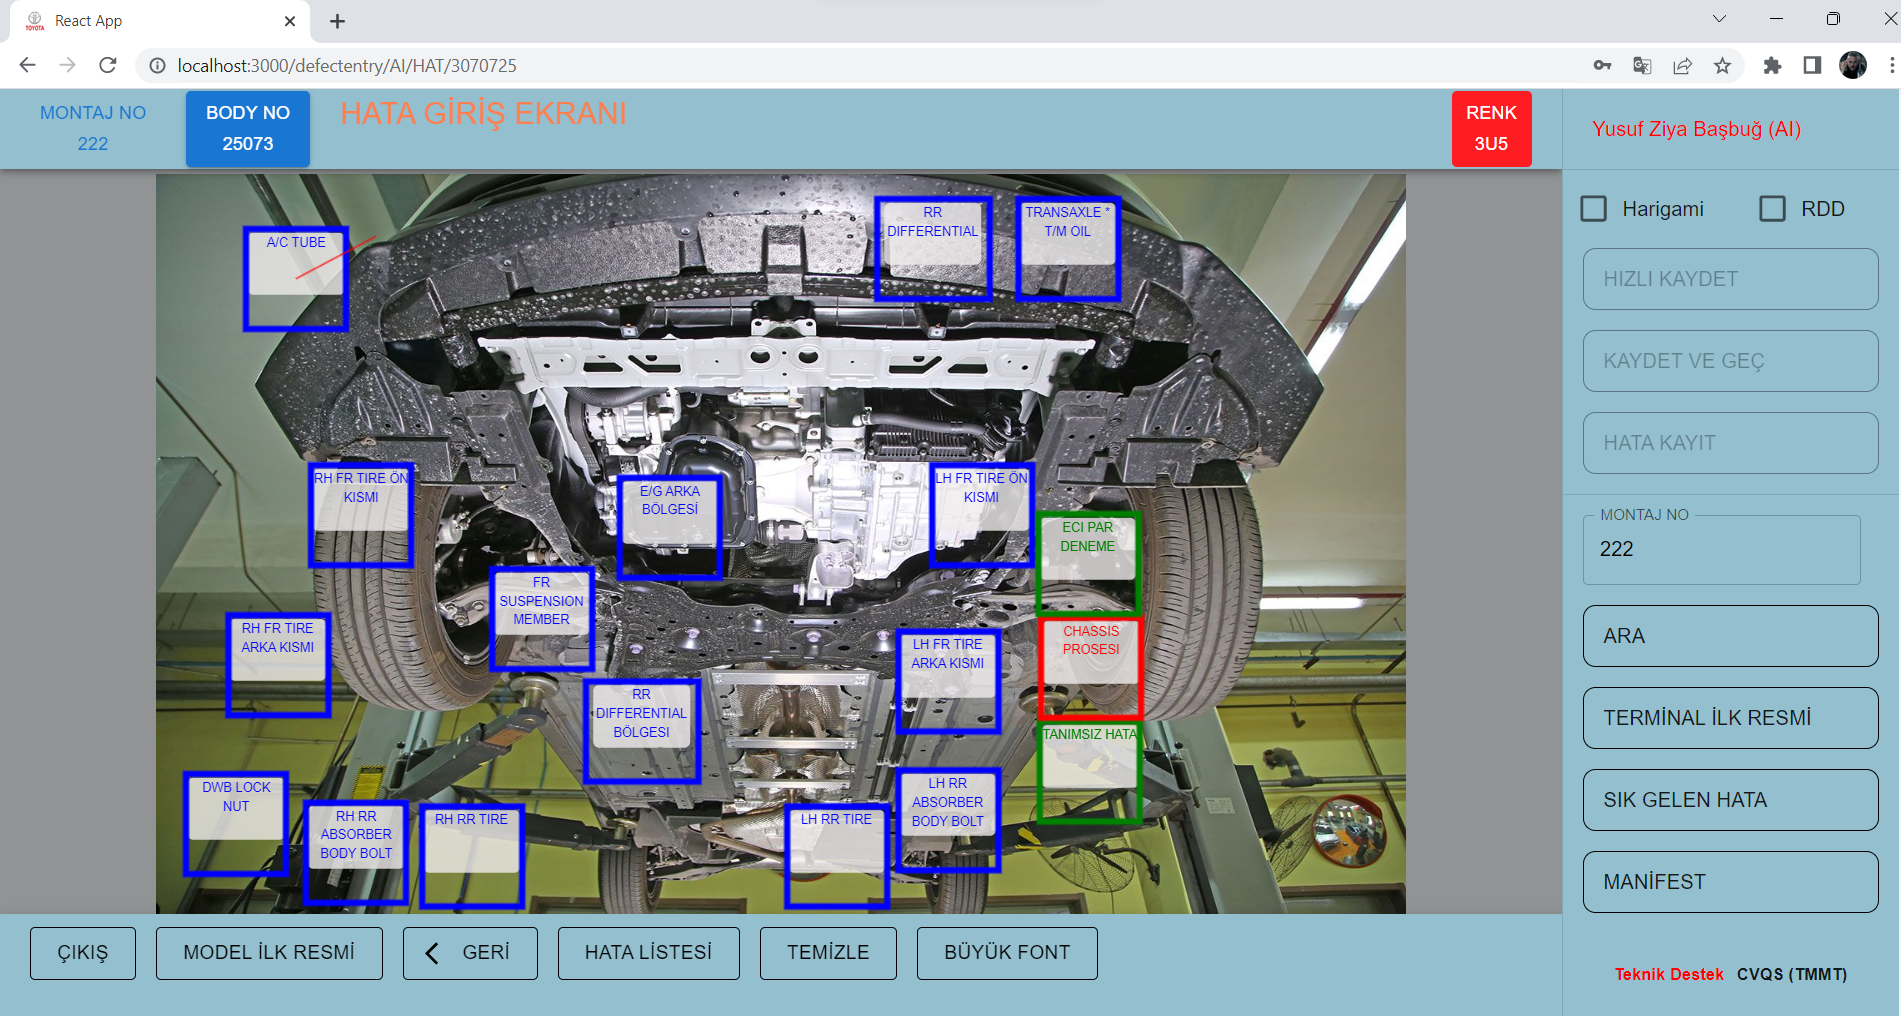 React App
TOYOTA
localhost:3000/defectentry/AI/HAT/3070725
MONTAJ NO
222
BODY NO
25073
HATA GİRİŞ EKRANI
RENK
3U5
Yusuf Ziya Başbuğ (AI)
Harigami
RDD
HIZLI KAYDET
KAYDET VE GEÇ
HATA KAYIT
MONTAJ NO
222
ARA
TERMİNAL İLK RESMİ
SIK GELEN HATA
MANİFEST
A/C TUBE
RR
DIFFERENTIAL
TRANSAXLE *
T/M OIL
RH FR TIRE ÖN
KISMI
E/G ARKA
BÖLGESİ
LH FR TIRE ÖN
KISMI
ECI PAR
DENEME
FR
SUSPENSION
MEMBER
RH FR TIRE
ARKA KISMI
LH FR TIRE
ARKA KISMI
CHASSIS
PROSESI
RR
DIFFERENTIAL
BÖLGESI
TANIMSIZ HATA
DWB LOCK
NUT
RH RR
ABSORBER
BODY BOLT
RH RR TIRE
LH RR TIRE
LH RR
ABSORBER
BODY BOLT
ÇIKIŞ
MODEL İLK RESMİ
GERİ
HATA LİSTESİ
TEMİZLE
BÜYÜK FONT
Teknik Destek CVQS (TMMT)